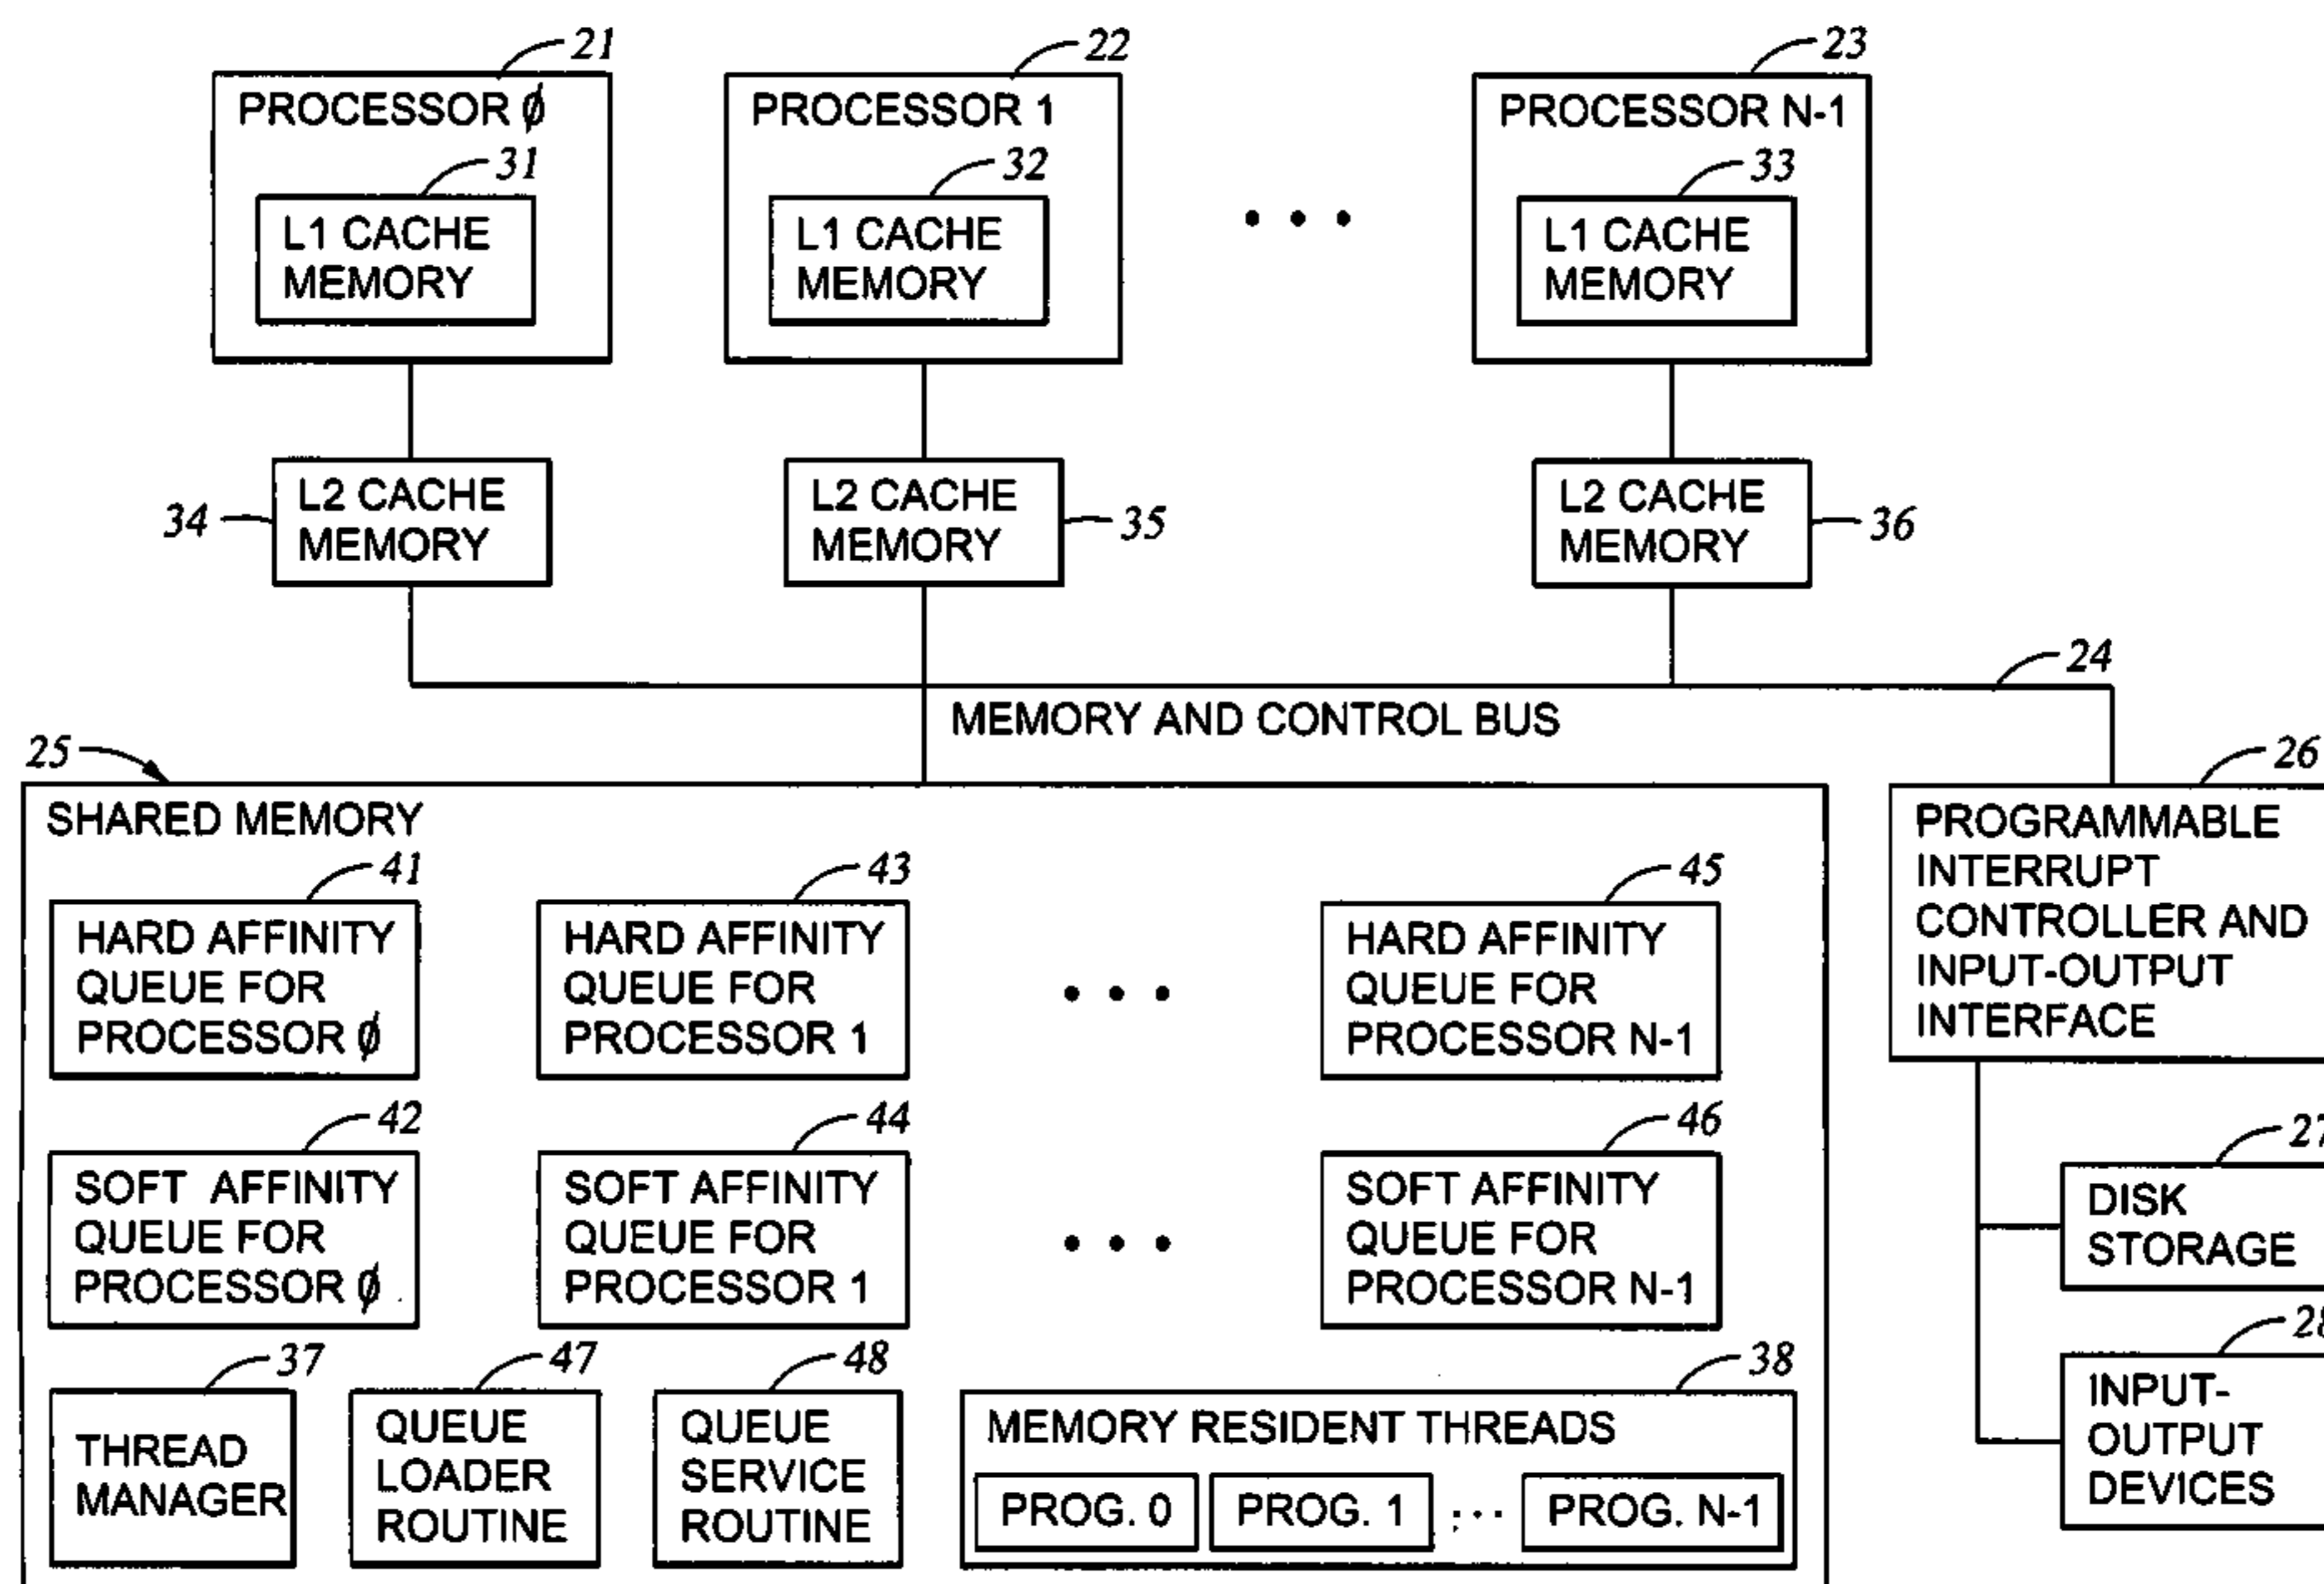 21
22
23
PROCESSOR ∅
PROCESSOR 1
PROCESSOR N-1
31
32
33
L1 CACHE
MEMORY
L1 CACHE
MEMORY
L1 CACHE
MEMORY
34
L2 CACHE
MEMORY
L2 CACHE
MEMORY
35
L2 CACHE
MEMORY
36
24
MEMORY AND CONTROL BUS
25
SHARED MEMORY
41
HARD AFFINITY
QUEUE FOR
PROCESSOR ∅
43
HARD AFFINITY
QUEUE FOR
PROCESSOR 1
45
HARD AFFINITY
QUEUE FOR
PROCESSOR N-1
42
SOFT AFFINITY
QUEUE FOR
PROCESSOR ∅
44
SOFT AFFINITY
QUEUE FOR
PROCESSOR 1
46
SOFT AFFINITY
QUEUE FOR
PROCESSOR N-1
37
THREAD
MANAGER
47
QUEUE
LOADER
ROUTINE
48
QUEUE
SERVICE
ROUTINE
38
MEMORY RESIDENT THREADS
PROG. 0
PROG. 1
PROG. N-1
26
PROGRAMMABLE
INTERRUPT
CONTROLLER AND
INPUT-OUTPUT
INTERFACE
27
DISK
STORAGE
28
INPUT-
OUTPUT
DEVICES